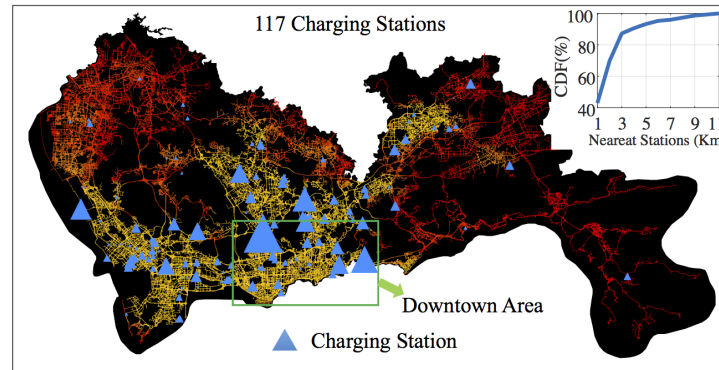 117 Charging Stations
CDF(%)
100
80
60
40
1 3 5 7 9 11
Neareat Stations (Km
Downtown Area
Charging Station